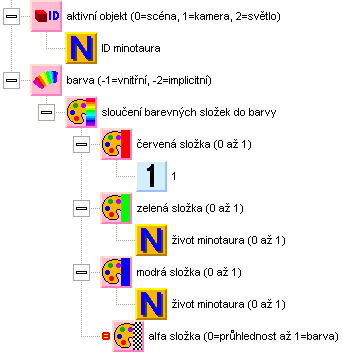 ID aktivní objekt (0=scéna, 1=kamera, 2=světlo)
N ID minotaura
barva (-1=vnitřní, -2=implicitní)
sloučení barevných složek do barvy
červená složka (0 až 1)
1 1
zelená složka (0 až 1)
N život minotaura (0 až 1)
modrá složka (0 až 1)
N život minotaura (0 až 1)
alfa složka (0=průhlednost až 1=barva)